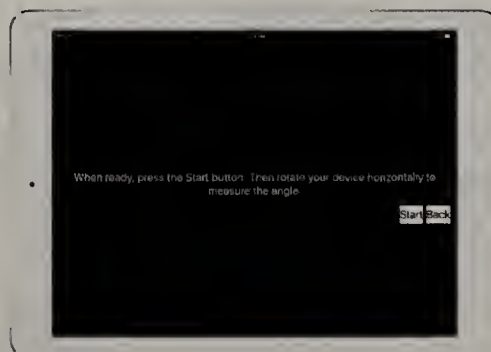 When ready, press the Start button. Then rotate your device horizontally to
measure the angle.
Start Back